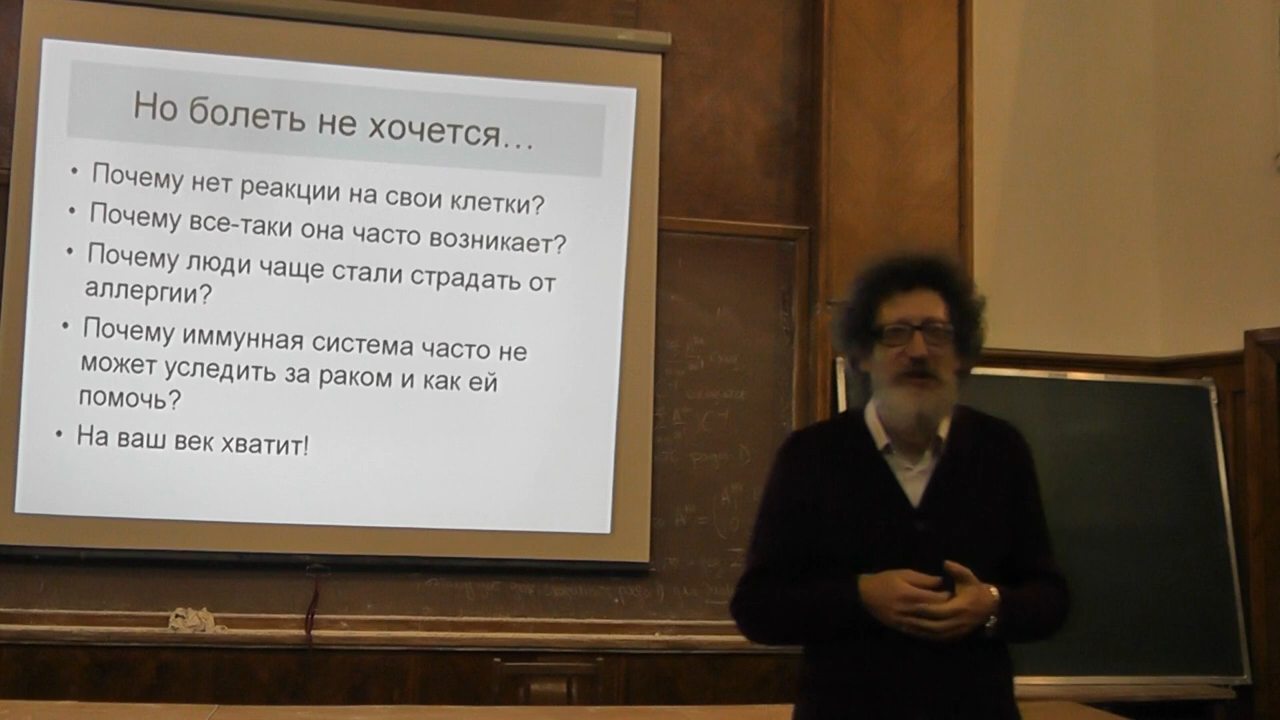 Но болеть не хочется...
• Почему нет реакции на свои клетки?
• Почему все-таки она часто возникает?
• Почему люди чаще стали страдать от
аллергии?
• Почему иммунная система часто не
может уследить за раком и как ей
помочь?
• На ваш век хватит!